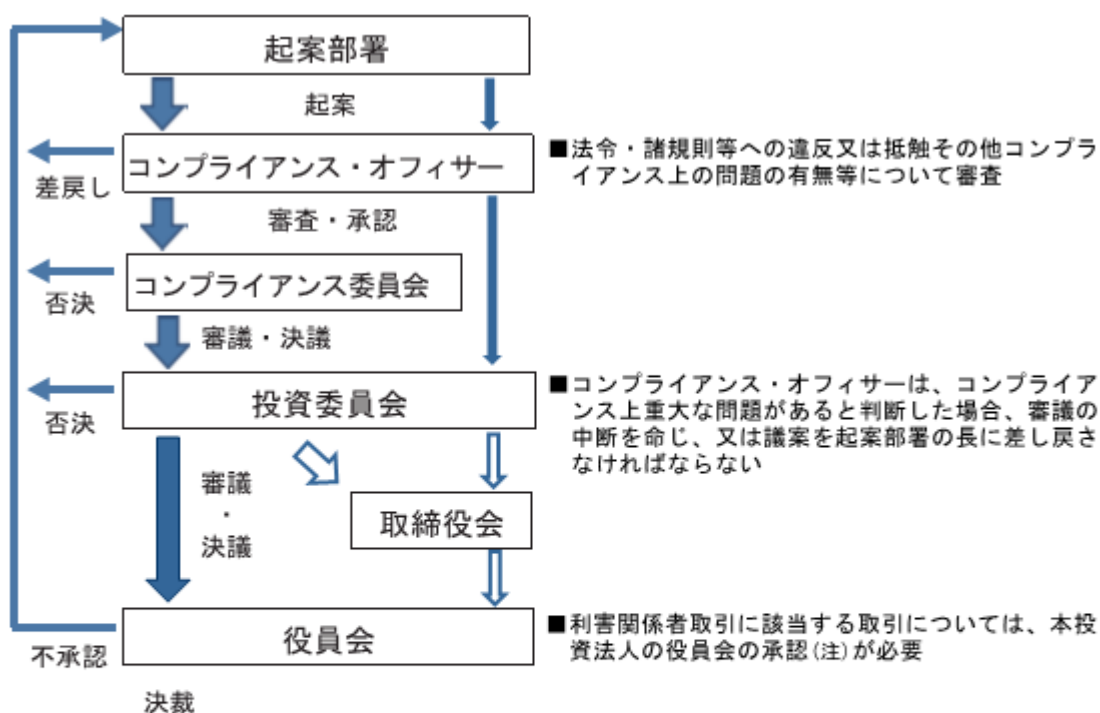 起案部署
起案
コンプライアンス・オフィサー
■法令・諸規則等への違反又は抵触その他コンプラ
イアンス上の問題の有無等について審査
差戻し
審査・承認
コンプライアンス委員会
否決
審議・決議
投資委員会
■コンプライアンス・オフィサーは、コンプライア
ンス上重大な問題があると判断した場合、審議の
中断を命じ、又は議案を起案部署の長に差し戻さ
なければならない
否決
審議
・
決議
取締役会
役員会
■利害関係者取引に該当する取引については、本投
資法人の役員会の承認(注)が必要
不承認
決裁